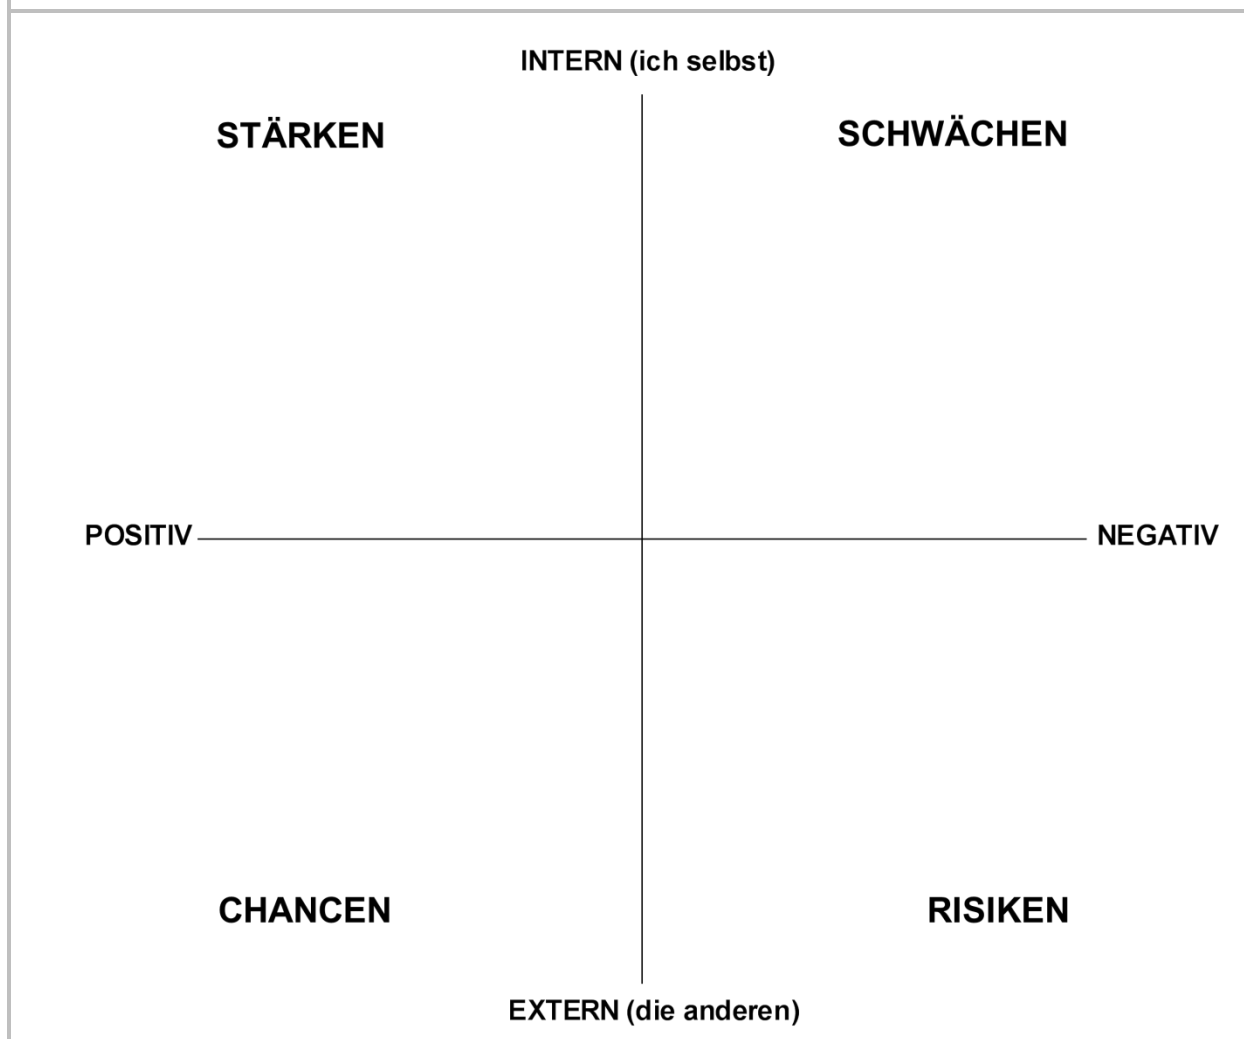 INTERN (ich selbst)
STÄRKEN
SCHWÄCHEN
POSITIV
NEGATIV
CHANCEN
RISIKEN
EXTERN (die anderen)